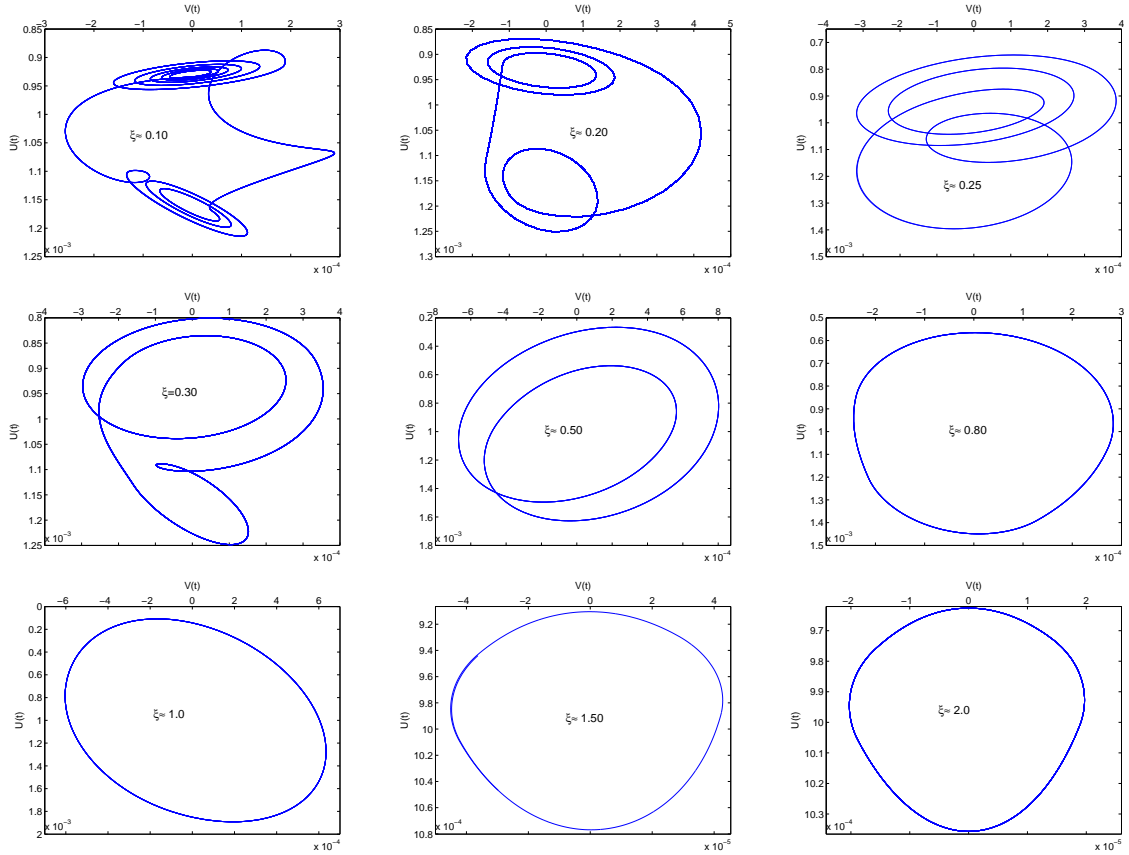 V(t)
−3 −2 −1 0 1 2 3
0.85
0.9
0.95
1
1.05
1.1
1.15
1.2
1.25
U(t)
ξ≈ 0.10
x 10−3
x 10−4
V(t)
−3 −2 −1 0 1 2 3 4 5
0.85
0.9
0.95
1
1.05
1.1
1.15
1.2
1.25
1.3
U(t)
ξ≈ 0.20
x 10−3
x 10−4
V(t)
−4 −3 −2 −1 0 1 2 3 4
0.7
0.8
0.9
1
1.1
1.2
1.3
1.4
1.5
U(t)
ξ≈ 0.25
x 10−3
x 10−4
V(t)
−4 −3 −2 −1 0 1 2 3 4
0.8
0.85
0.9
0.95
1
1.05
1.1
1.15
1.2
1.25
U(t)
ξ=0.30
x 10−3
x 10−4
V(t)
−8 −6 −4 −2 0 2 4 6 8
0.2
0.4
0.6
0.8
1
1.2
1.4
1.6
1.8
U(t)
ξ≈ 0.50
x 10−3
x 10−4
V(t)
−2 −1 0 1 2 3
0.5
0.6
0.7
0.8
0.9
1
1.1
1.2
1.3
1.4
1.5
U(t)
ξ≈ 0.80
x 10−3
x 10−4
V(t)
−6 −4 −2 0 2 4 6
0
0.2
0.4
0.6
0.8
1
1.2
1.4
1.6
1.8
2
U(t)
ξ≈ 1.0
x 10−3
x 10−4
V(t)
−4 −2 0 2 4
9.2
9.4
9.6
9.8
10
10.2
10.4
10.6
10.8
U(t)
ξ≈ 1.50
x 10−4
x 10−5
V(t)
−2 −1 0 1 2
9.7
9.8
9.9
10
10.1
10.2
10.3
U(t)
ξ≈ 2.0
x 10−4
x 10−5